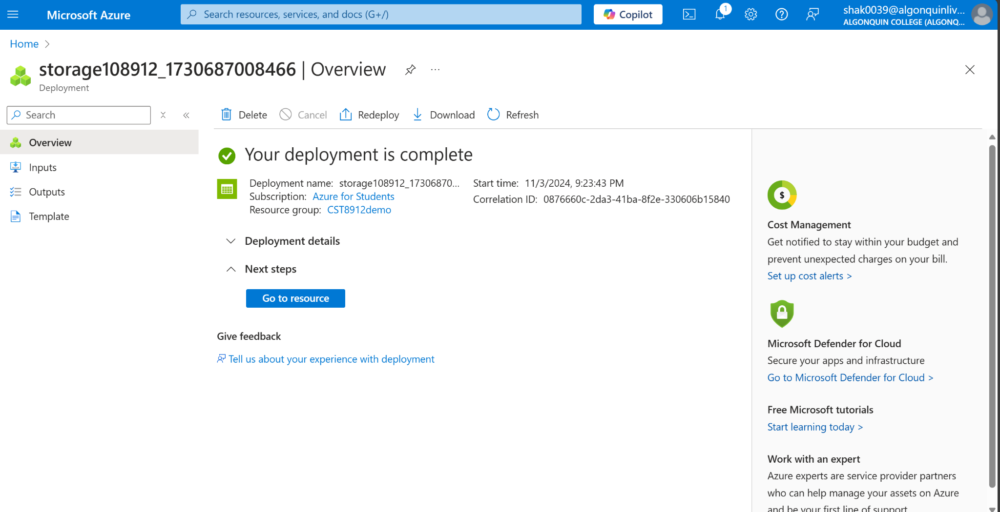 Microsoft Azure
Search resources, services, and docs (G+/)
Copilot
1
shak0039@algonquinliv...
ALGONQUIN COLLEGE (ALGONQ...
Home
storage108912_1730687008466 | Overview
...
Deployment
Search
Delete
Cancel
Redeploy
Download
Refresh
Overview
Inputs
Outputs
Template
Your deployment is complete
Deployment name: storage108912_17306870...
Subscription: Azure for Students
Resource group: CST8912demo
Start time: 11/3/2024, 9:23:43 PM
Correlation ID: 0876660c-2da3-41ba-8f2e-330606b15840
Deployment details
Next steps
Go to resource
Give feedback
Tell us about your experience with deployment
$
Cost Management
Get notified to stay within your budget and
prevent unexpected charges on your bill.
Set up cost alerts >
Microsoft Defender for Cloud
Secure your apps and infrastructure
Go to Microsoft Defender for Cloud >
Free Microsoft tutorials
Start learning today >
Work with an expert
Azure experts are service provider partners
who can help manage your assets on Azure
and be your first line of support.